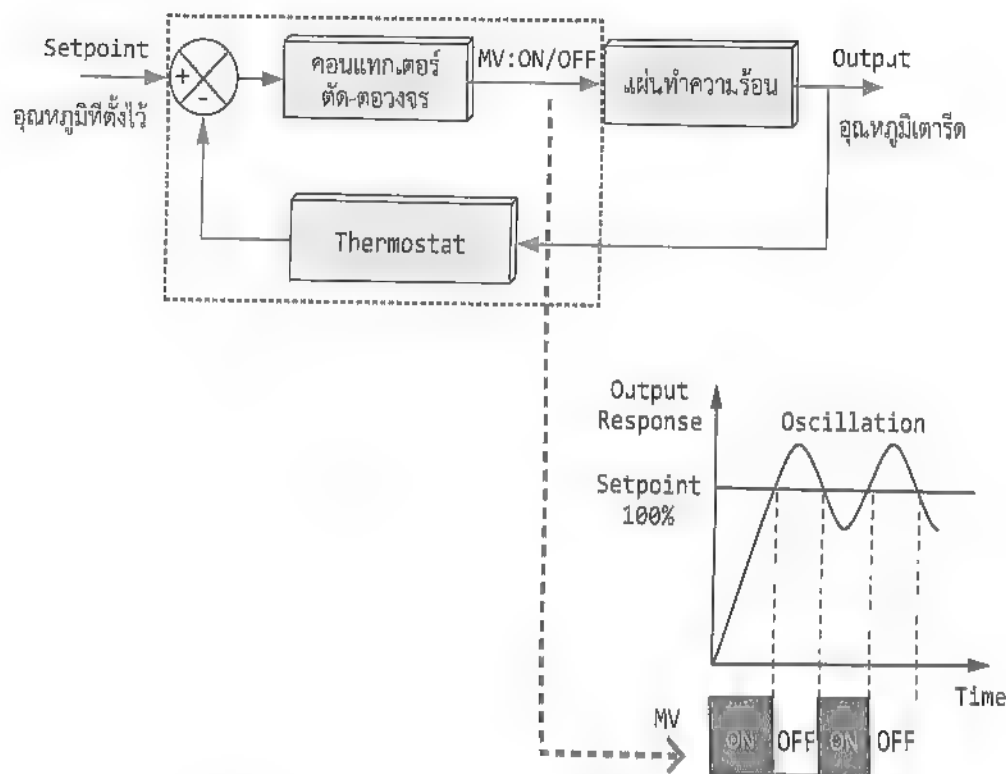 Setpoint
+
-
อุณหภูมิที่ตั้งไว้
คอนแทกเตอร์
ตัด-ตอวงจร
MV:ON/OFF
แผ่นทำความร้อน
Output
อุณหภูมิเตารีด
Thermostat
Output
Response
Oscillation
Setpoint
100%
Time
MV
ON
OFF
ON
OFF